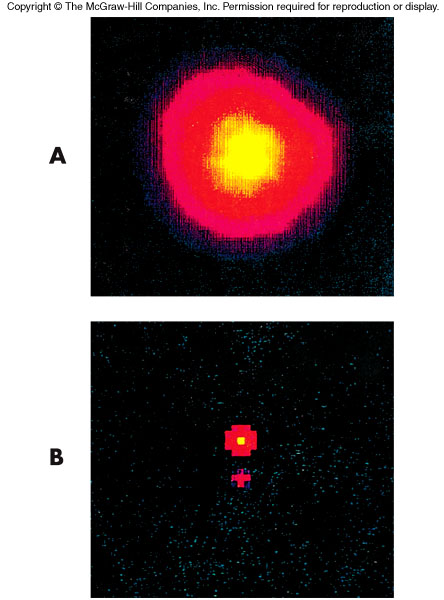 Copyright © The McGraw-Hill Companies, Inc. Permission required for reproduction or display.
A
B